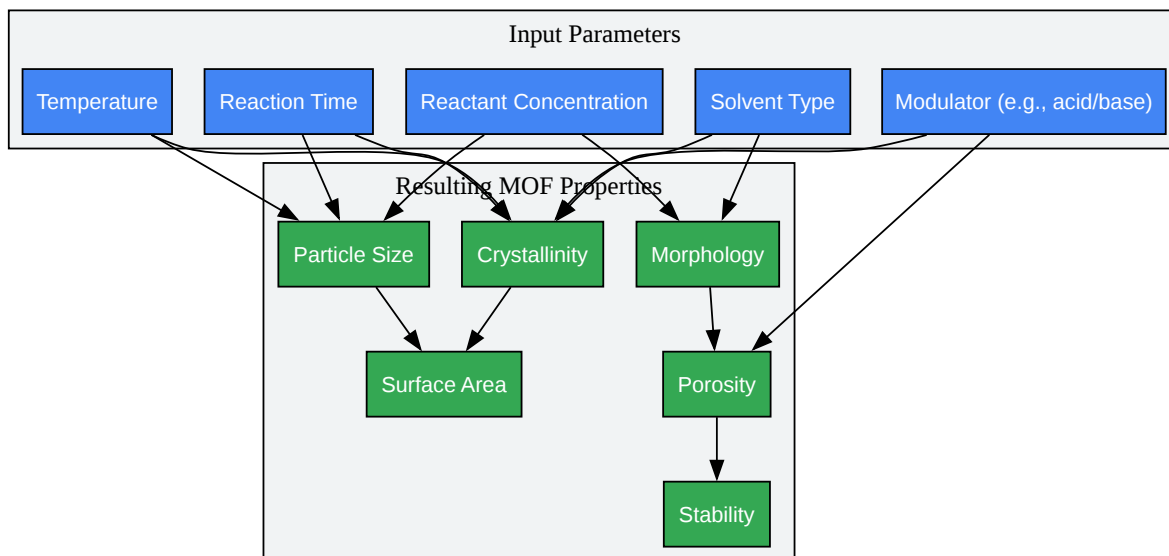 Input Parameters
Temperature
Reaction Time
Reactant Concentration
Solvent Type
Modulator (e.g., acid/base)
Resulting MOF Properties
Particle Size
Crystallinity
Morphology
Surface Area
Porosity
Stability